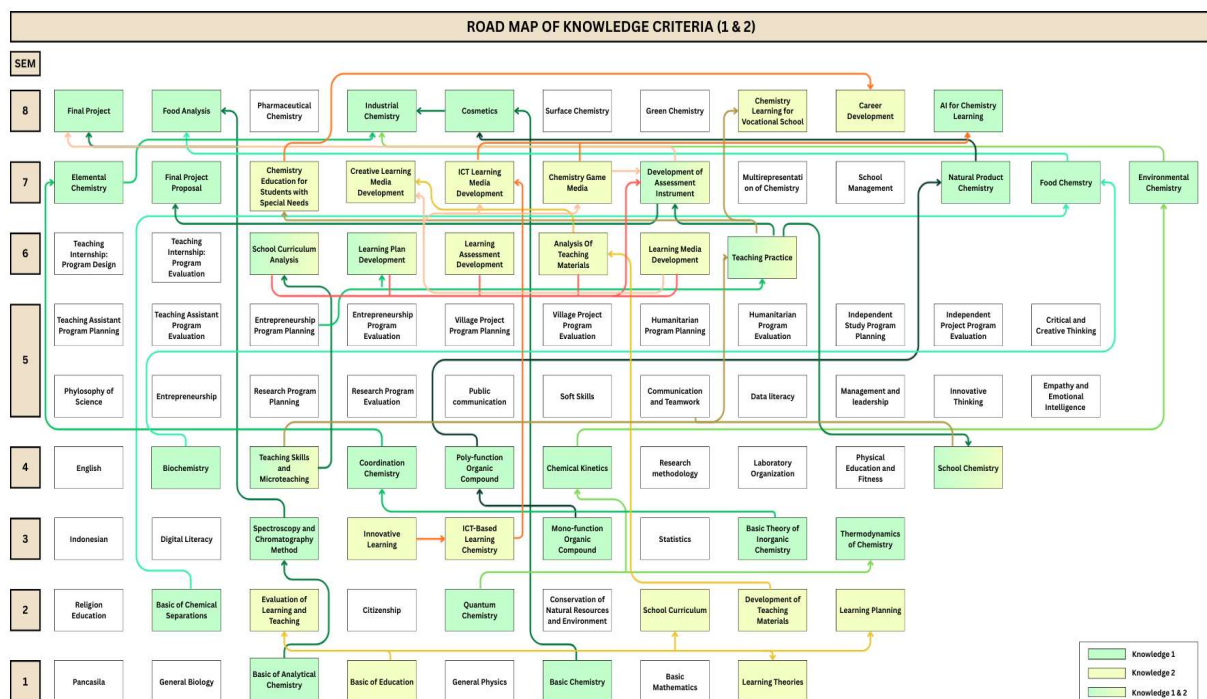 ROAD MAP OF KNOWLEDGE CRITERIA (1 & 2)
SEM
8
Final Project
Food Analysis
Pharmaceutical
Chemistry
Industrial
Chemistry
Cosmetics
Surface Chemistry
Green Chemistry
Chemistry
Learning for
Vocational School
Career
Development
AI for Chemistry
Learning
7
Elemental
Chemistry
Final Project
Proposal
Chemistry
Education for
Students with
Special Needs
Creative Learning
Media
Development
ICT Learning
Media
Development
Chemistry Game
Media
Development of
Assessment
Instrument
Multirepresentati
on of Chemistry
School
Management
Natural Product
Chemistry
Food Chemstry
Environmental
Chemistry
6
Teaching
Internship:
Program Design
Teaching
Internship:
Program
Evaluation
School Curriculum
Analysis
Learning Plan
Development
Learning
Assessment
Development
Analysis Of
Teaching
Materials
Learning Media
Development
Teaching Practice
5
Teaching Assistant
Program Planning
Teaching Assistant
Program
Evaluation
Entrepreneurship
Program Planning
Entrepreneurship
Program
Evaluation
Village Project
Program Planning
Village Project
Program
Evaluation
Humanitarian
Program Planning
Humanitarian
Program
Evaluation
Independent
Study Program
Planning
Independent
Project Program
Evaluation
Critical and
Creative Thinking
Phylosophy of
Science
Entrepreneurship
Research Program
Planning
Research Program
Evaluation
Public
communication
Soft Skills
Communication
and Teamwork
Data literacy
Management and
leadership
Innovative
Thinking
Empathy and
Emotional
Intelligence
4
English
Biochemistry
Teaching Skills
and
Microteaching
Coordination
Chemistry
Poly-function
Organic
Compound
Chemical Kinetics
Research
methodology
Laboratory
Organization
Physical
Education and
Fitness
School Chemistry
3
Indonesian
Digital Literacy
Spectroscopy and
Chromatography
Method
Innovative
Learning
ICT-Based
Learning
Chemistry
Mono-function
Organic
Compound
Statistics
Basic Theory of
Inorganic
Chemistry
Thermodynamics
of Chemistry
2
Religion
Education
Basic of Chemical
Separations
Evaluation of
Learning and
Teaching
Citizenship
Quantum
Chemistry
Conservation of
Natural Resources
and Environment
School Curriculum
Development of
Teaching
Materials
Learning Planning
1
Pancasila
General Biology
Basic of Analytical
Chemistry
Basic of Education
General Physics
Basic Chemistry
Basic
Mathematics
Learning Theories
Knowledge 1
Knowledge 2
Knowledge 1 & 2